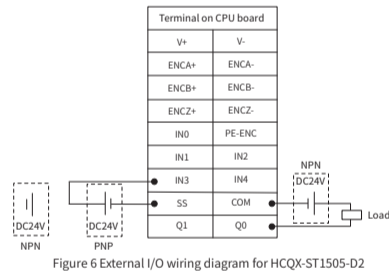 Terminal on CPU board
V+ V-
ENCA+ ENCA-
ENCB+ ENCB-
ENCZ+ ENCZ-
IN0 PE-ENC
IN1 IN2
NPN
IN3 IN4 DC24V
SS COM
Load
DC24V DC24V Q1 Q0
NPN PNP
Figure 6 External I/O wiring diagram for HCQX-ST1505-D2